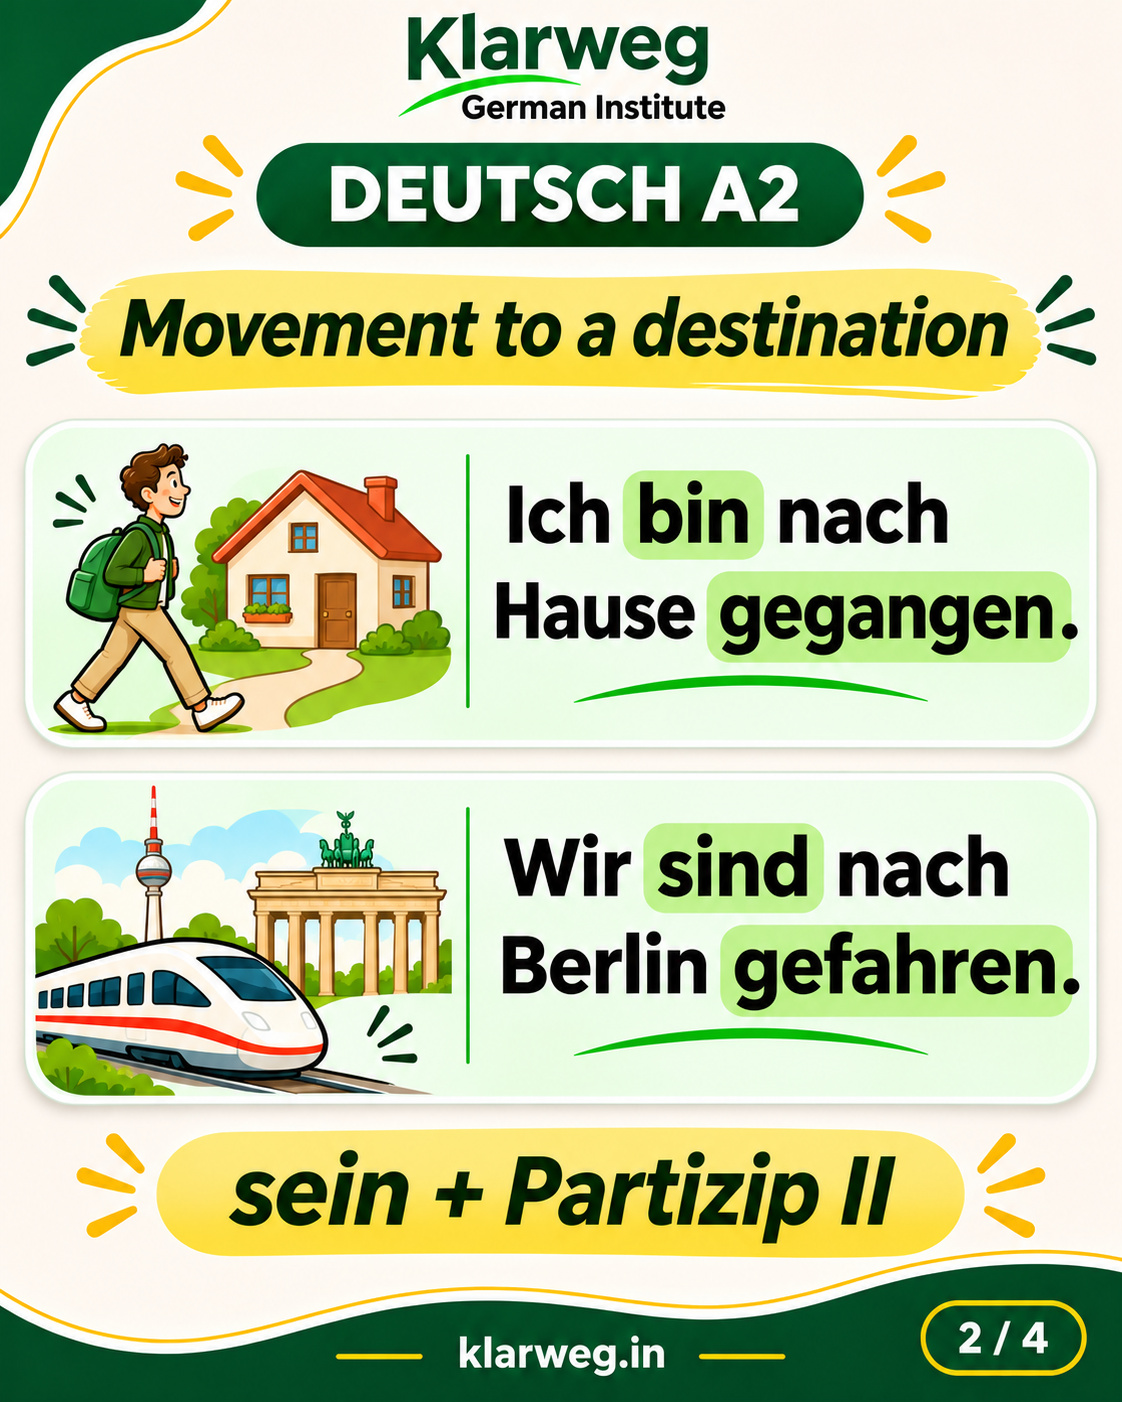 Klarweg
German Institute
DEUTSCH A2
Movement to a destination
Ich bin nach
Hause gegangen.
Wir sind nach
Berlin gefahren.
sein + Partizip II
klarweg.in
2 / 4